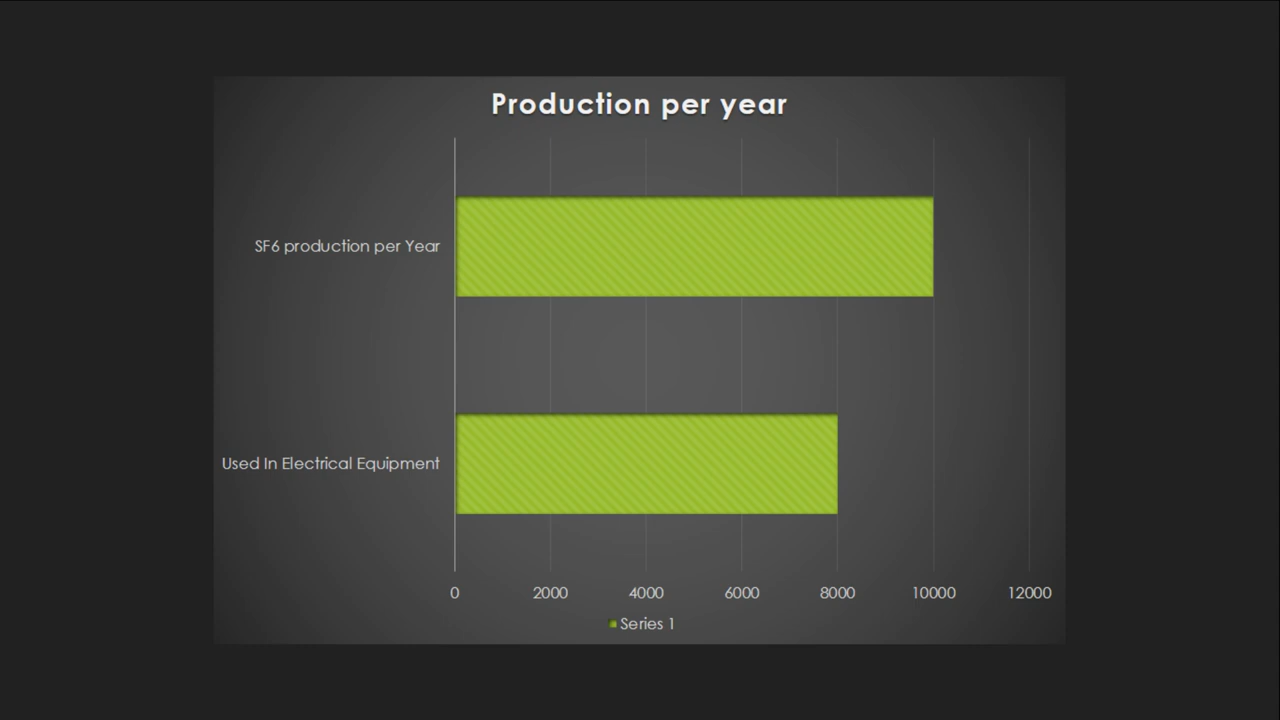 Production per year
SF6 production per Year
Used In Electrical Equipment
0 2000 4000 6000 8000 10000 12000
Series 1